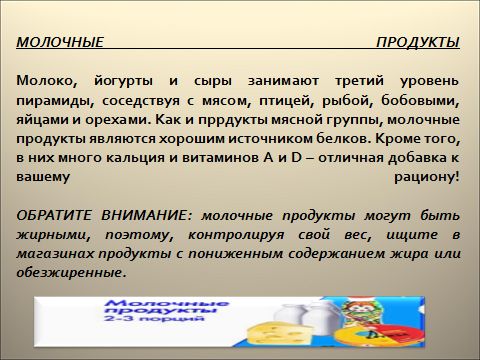 МОЛОЧНЫЕ ПРОДУКТЫ
Молоко, йогурты и сыры занимают третий уровень
пирамиды, соседствуя с мясом, птицей, рыбой, бобовыми,
яйцами и орехами. Как и пррдукты мясной группы, молочные
продукты являются хорошим источником белков. Кроме того,
в них много кальция и витаминов А и D – отличная добавка к
вашему рациону!
ОБРАТИТЕ ВНИМАНИЕ: молочные продукты могут быть
жирными, поэтому, контролируя свой вес, ищите в
магазинах продукты с пониженным содержанием жира или
обезжиренные.
Молочные
продукты
2-3 порций